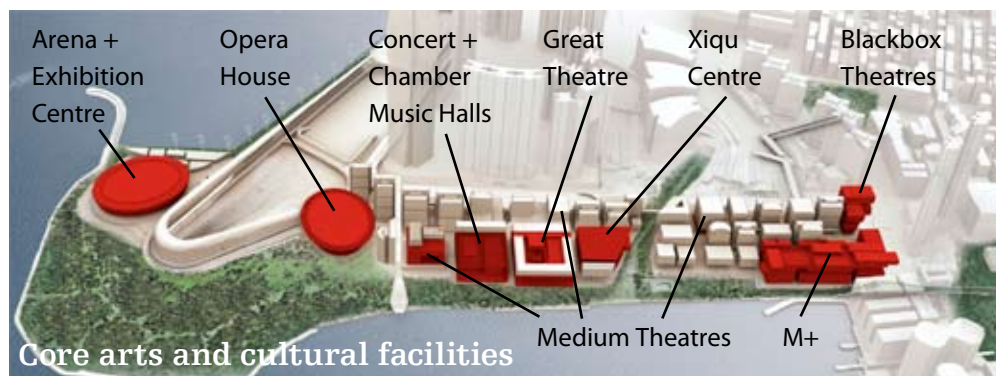 Arena +
Exhibition
Centre
Opera
House
Concert +
Chamber
Music Halls
Great
Theatre
Xiqu
Centre
Blackbox
Theatres
Medium Theatres
M+
Core arts and cultural facilities